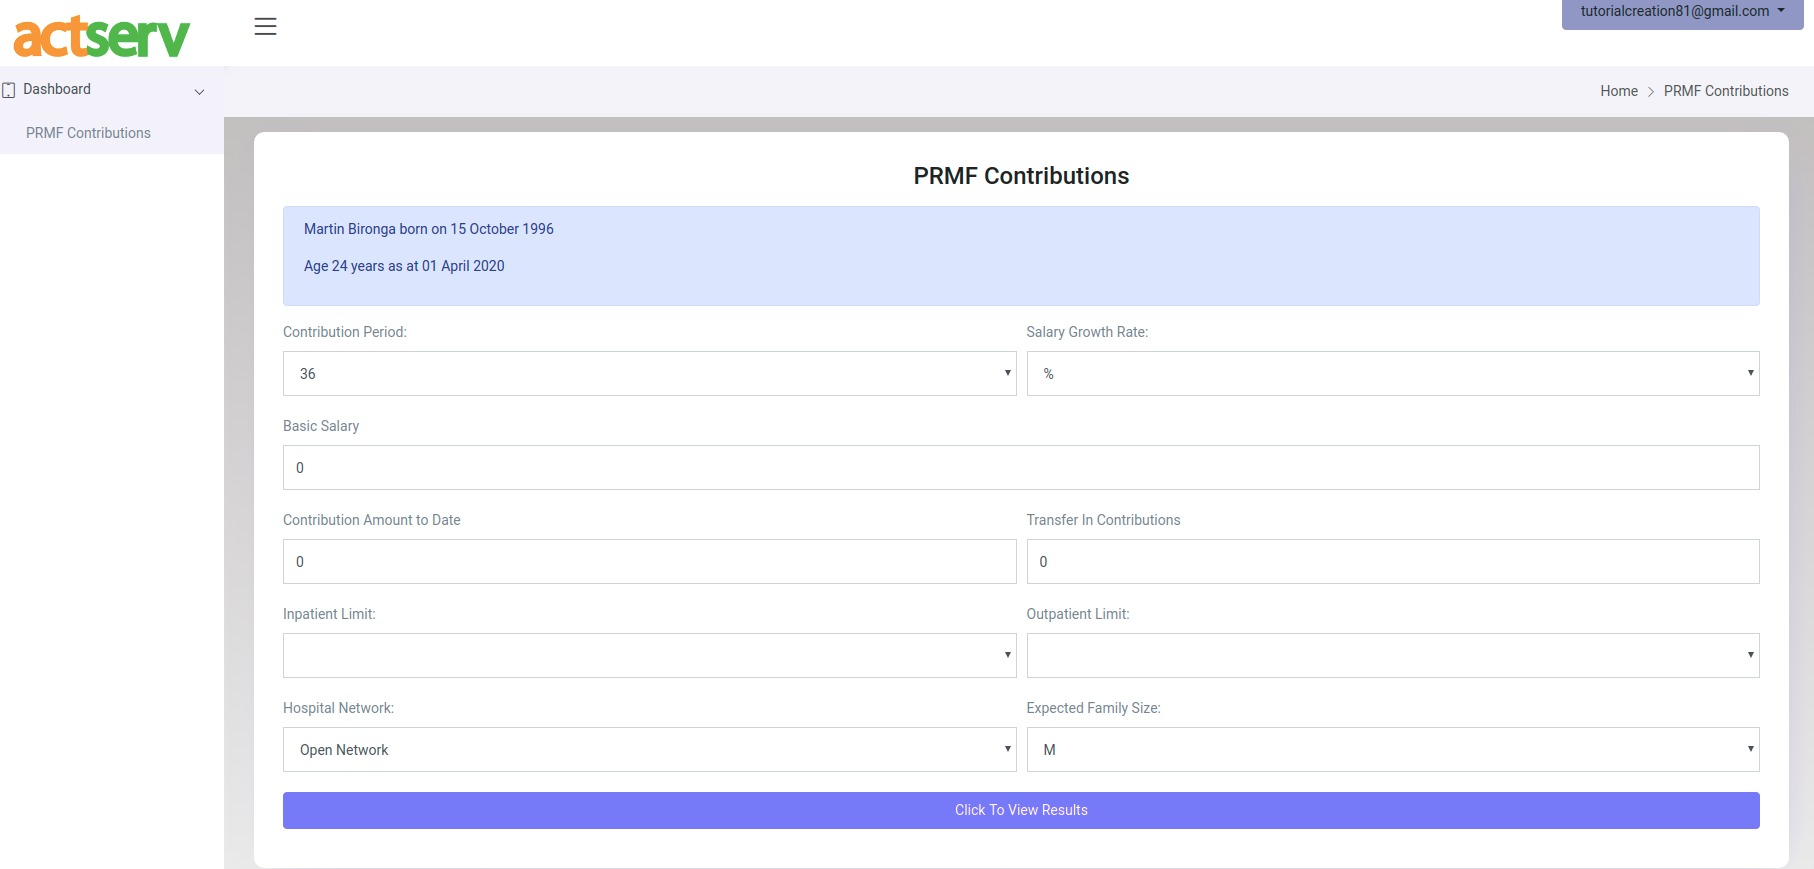 actserv
tutorialcreation81@gmail.com
Dashboard
Home > PRMF Contributions
PRMF Contributions
PRMF Contributions
Martin Bironga born on 15 October 1996
Age 24 years as at 01 April 2020
Contribution Period:
Salary Growth Rate:
36
%
Basic Salary
0
Contribution Amount to Date
Transfer In Contributions
0
0
Inpatient Limit:
Outpatient Limit:
Hospital Network:
Expected Family Size:
Open Network
M
Click To View Results